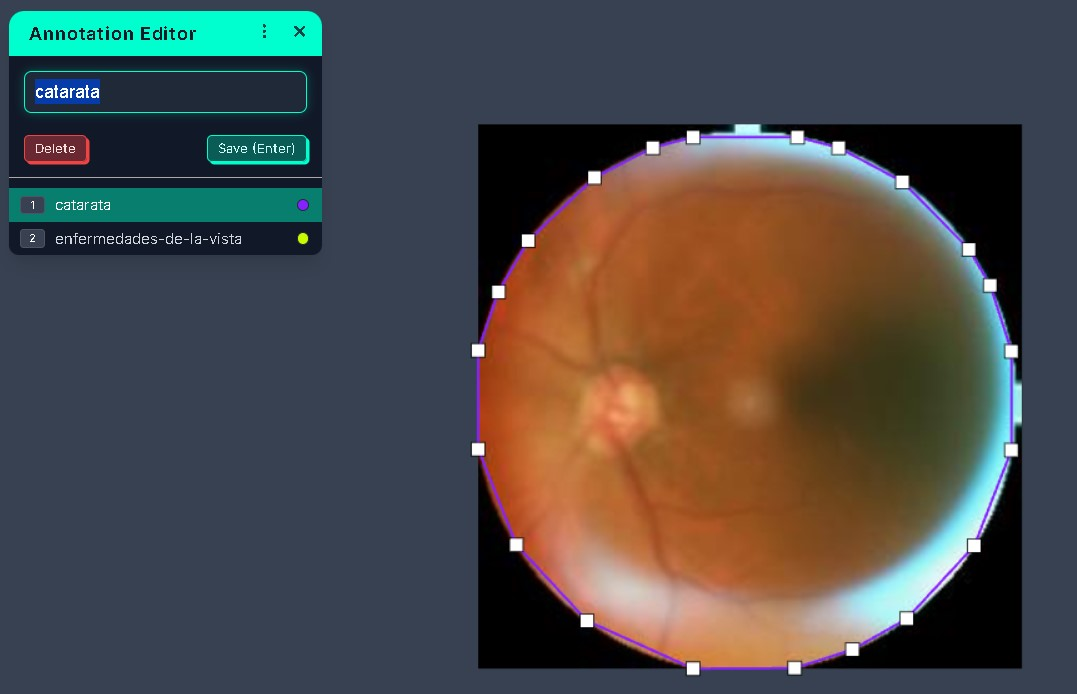 Annotation Editor
catarata
Delete
Save (Enter)
1 catarata
2 enfermedades-de-la-vista